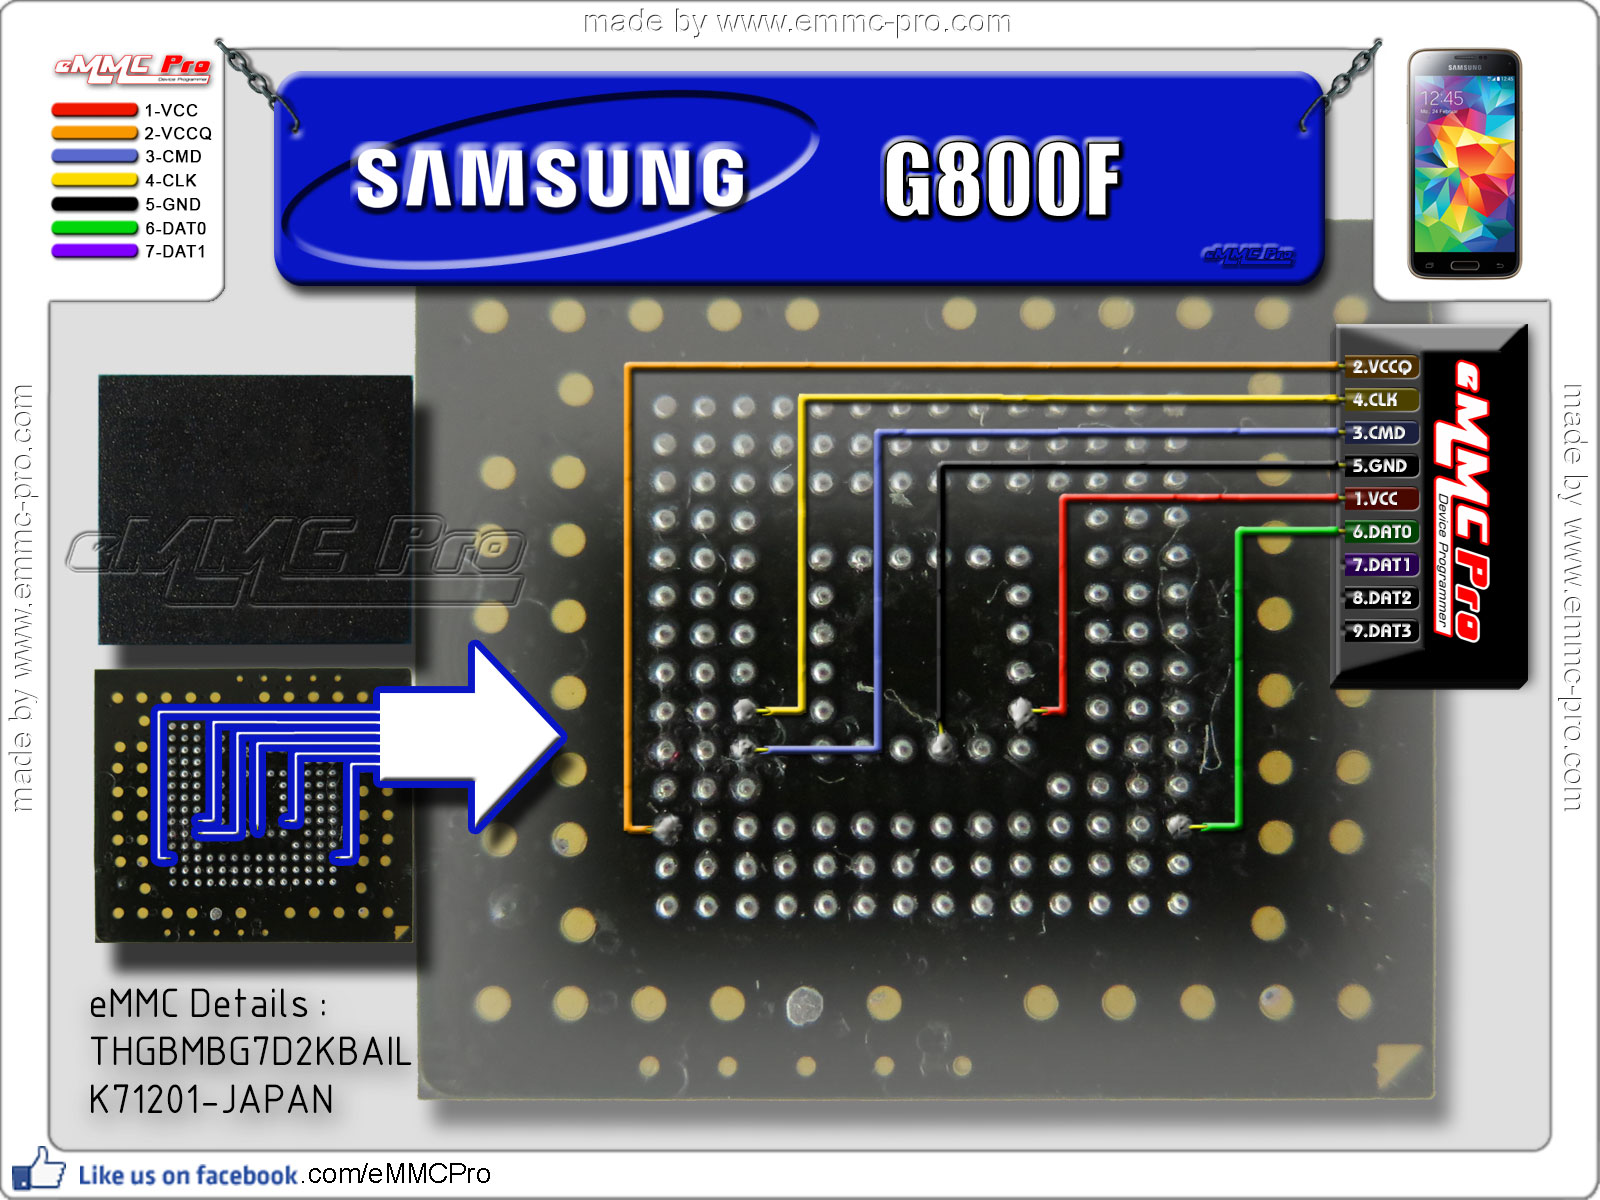 made by www.emmc-pro.com
eMMC Pro
Device Programmer
1-VCC
2-VCCQ
3-CMD
4-CLK
5-GND
6-DAT0
7-DAT1
SAMSUNG
G800F
eMMC Pro
SAMSUNG
12:45
2.VCCQ
4.CLK
3.CMD
5.GND
1.VCC
6.DAT0
7.DAT1
8.DAT2
9.DAT3
eMMC Pro
Device Programmer
made by www.emmc-pro.com
made by www.emmc-pro.com
eMMC Pro
eMMC Details :
THGBMBG7D2KBAIL
K71201-JAPAN
Like us on facebook.com/eMMCPro